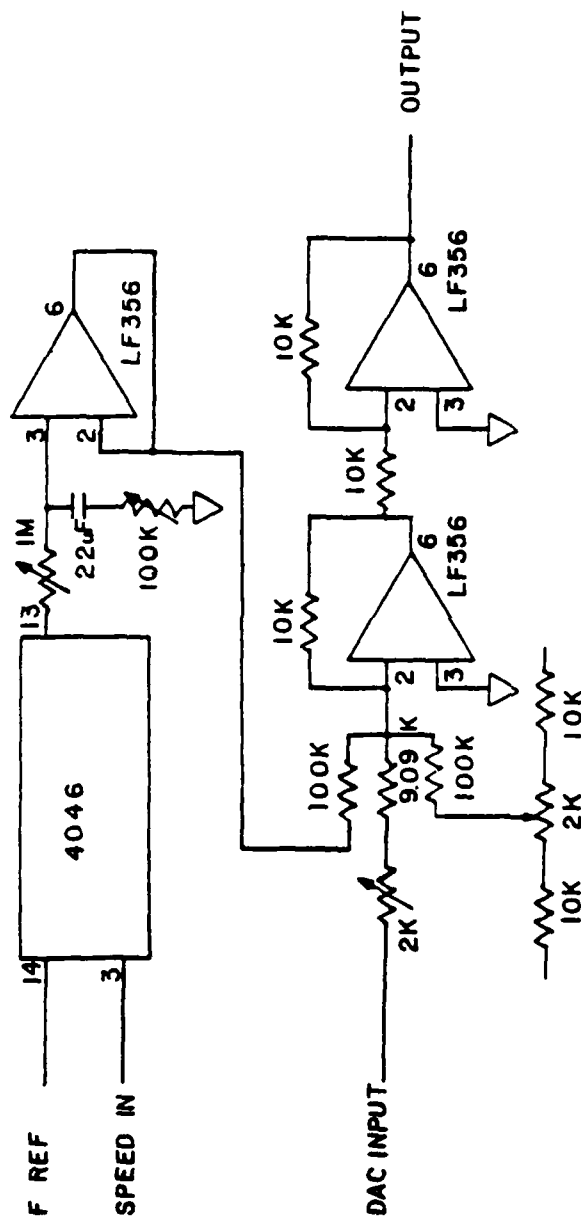 F REF
SPEED IN
14
3
4046
13
1M
22uF
100K
3
2
6
LF356
DAC INPUT
2K
100K
9.09 K
100K
10K
2K
10K
2
3
10K
6
LF356
10K
2
3
10K
6
LF356
OUTPUT